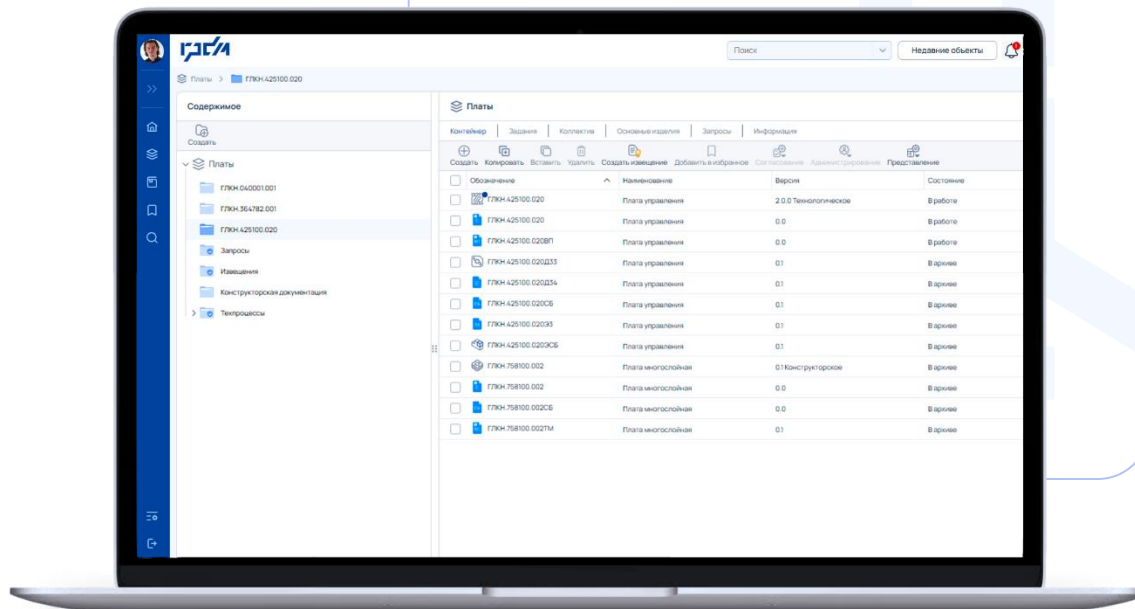 Поиск
Недавние объекты
Платы > ГЛКН.425100.020
Содержимое
Создать
Платы
ГЛКН.040001.001
ГЛКН.364782.001
ГЛКН.425100.020
Запросы
Извещения
Конструкторская документация
Техпроцессы
Платы
Контейнер Задания Коллектив Основные изделия Запросы Информация
Создать Копировать Вставить Удалить Создать извещение Добавить в избранное Согласование Администрирование Представление
Обозначение Наименование Версия Состояние
ГЛКН.425100.020 Плата управления 2.0.0 Технологическое В работе
ГЛКН.425100.020 Плата управления 0.0 В работе
ГЛКН.425100.020ВП Плата управления 0.0 В работе
ГЛКН.425100.020Д33 Плата управления 0.1 В архиве
ГЛКН.425100.020Д34 Плата управления 0.1 В архиве
ГЛКН.425100.020СБ Плата управления 0.1 В архиве
ГЛКН.425100.020Э3 Плата управления 0.1 В архиве
ГЛКН.425100.020ЭСБ Плата управления 0.1 В архиве
ГЛКН.758100.002 Плата многослойная 0.1 Конструкторское В архиве
ГЛКН.758100.002 Плата многослойная 0.0 В архиве
ГЛКН.758100.002СБ Плата многослойная 0.0 В архиве
ГЛКН.758100.002ТМ Плата многослойная 0.1 В архиве